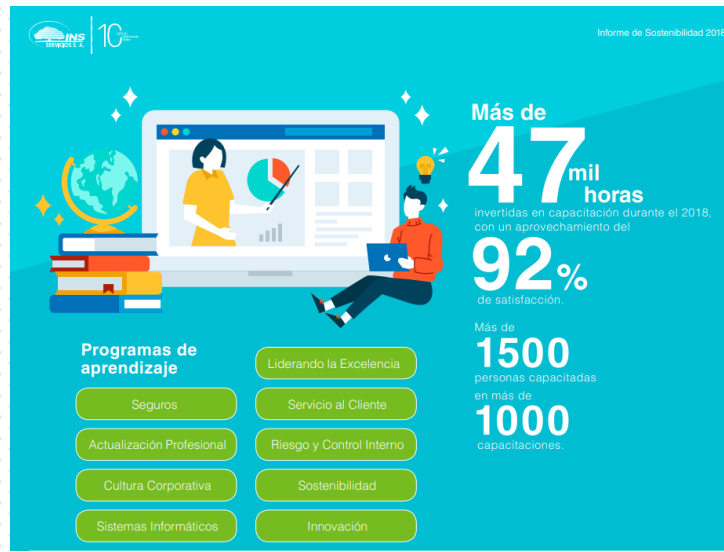 INS
SERVICIOS S. A.
10
años
Informe de Sostenibilidad 2018
Más de
47 mil
horas
invertidas en capacitación durante el 2018,
con un aprovechamiento del
92%
de satisfacción.
Más de
1500
personas capacitadas
en más de
1000
capacitaciones.
Programas de
aprendizaje
Seguros
Actualización Profesional
Cultura Corporativa
Sistemas Informáticos
Liderando la Excelencia
Servicio al Cliente
Riesgo y Control Interno
Sostenibilidad
Innovación